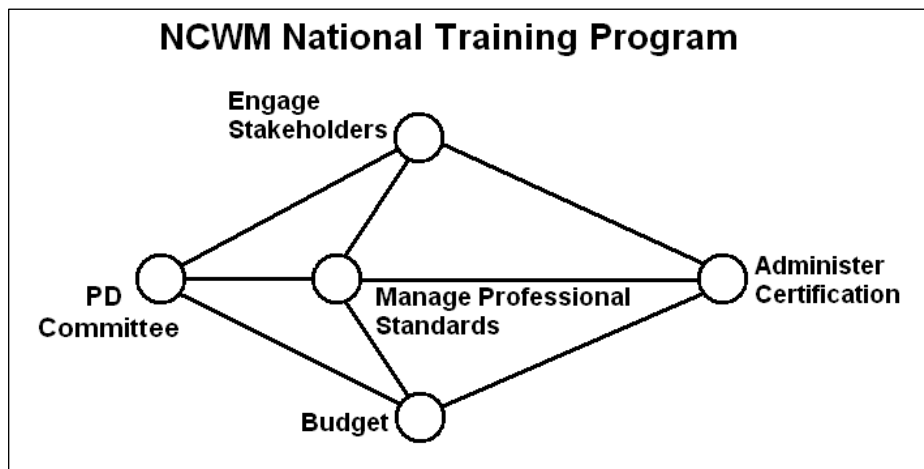 NCWM National Training Program
Engage
Stakeholders
PD
Committee
Manage Professional
Standards
Administer
Certification
Budget